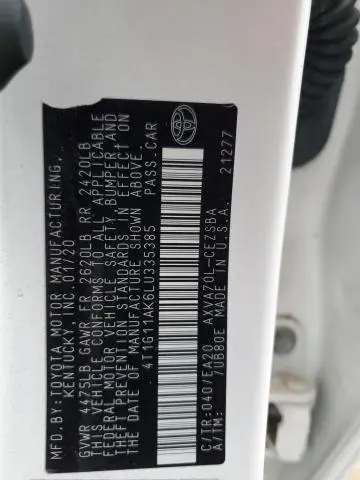 MFD.BY:TOYOTA MOTOR MANUFACTURING,
KENTUCKY, INC. 01/20
GVWR 4475LB GAWR FR 2620LB RR 2420LB
THIS VEHICLE CONFORMS TO ALL APPLICABLE
FEDERAL MOTOR VEHICLE SAFETY, BUMPER, AND
THEFT PREVENTION STANDARDS IN EFFECT ON
THE DATE OF MANUFACTURE SHOWN ABOVE.
4T1G11AK6LU335385 PASS.CAR
C/TR:040/EA20 AXVA70L-CEZSBA
A/TM: /UB80E MADE IN U.S.A. 21277